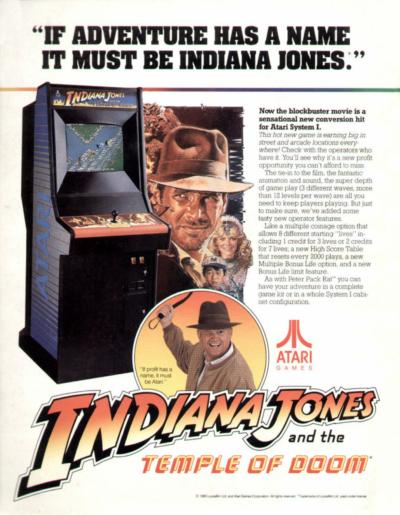 “IF ADVENTURE HAS A NAME
IT MUST BE INDIANA JONES.”
INDIANA JONES
Now the blockbuster movie is a
sensational new conversion hit
for Atari System I.
This hot new game is earning big in
street and arcade locations every-
where! Check with the operators who
have it. You'll see why it's a new profit
opportunity you can't afford to miss.
The tie-in to the film, the fantastic
animation and sound, the super depth
of game play (3 different waves, more
than 12 levels per wave) are all you
need to keep players playing. But just
to make sure, we've added some
tasty new operator features.
Like a multiple coinage option that
allows 8 different starting “lives” in-
cluding 1 credit for 3 lives or 2 credits
for 7 lives; a new High Score Table
that resets every 2000 plays, a new
Multiple Bonus Life option, and a new
Bonus Life limit feature.
As with Peter Pack Rat™ you can
have your adventure in a complete
game kit or in a whole System I cabi-
net configuration.
“If profit has a
name, it must
be Atari.”
ATARI
GAMES
INDIANA JONES
and the
TEMPLE OF DOOM